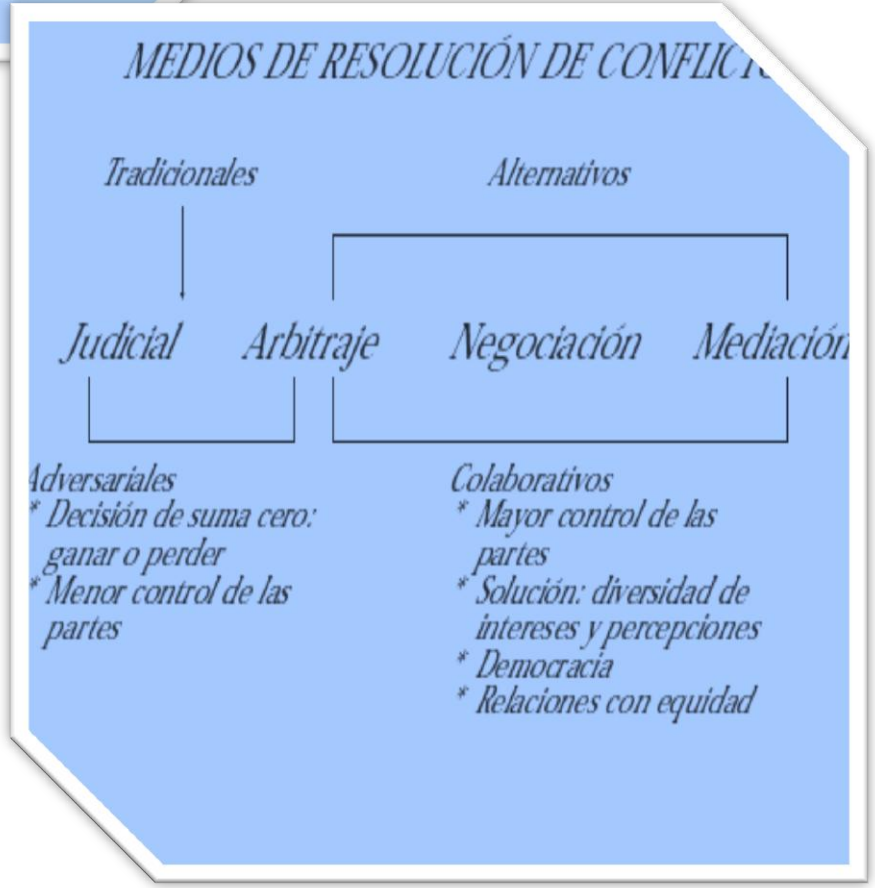 MEDIOS DE RESOLUCIÓN DE
Tradicionales Alternativos
Judicial Arbitraje Negociación Mediación
Adversariales
* Decisión de suma cero:
ganar o perder
* Menor control de las
partes
Colaborativos
* Mayor control de las
partes
* Solución: diversidad de
intereses y percepciones
* Democracia
* Relaciones con equidad